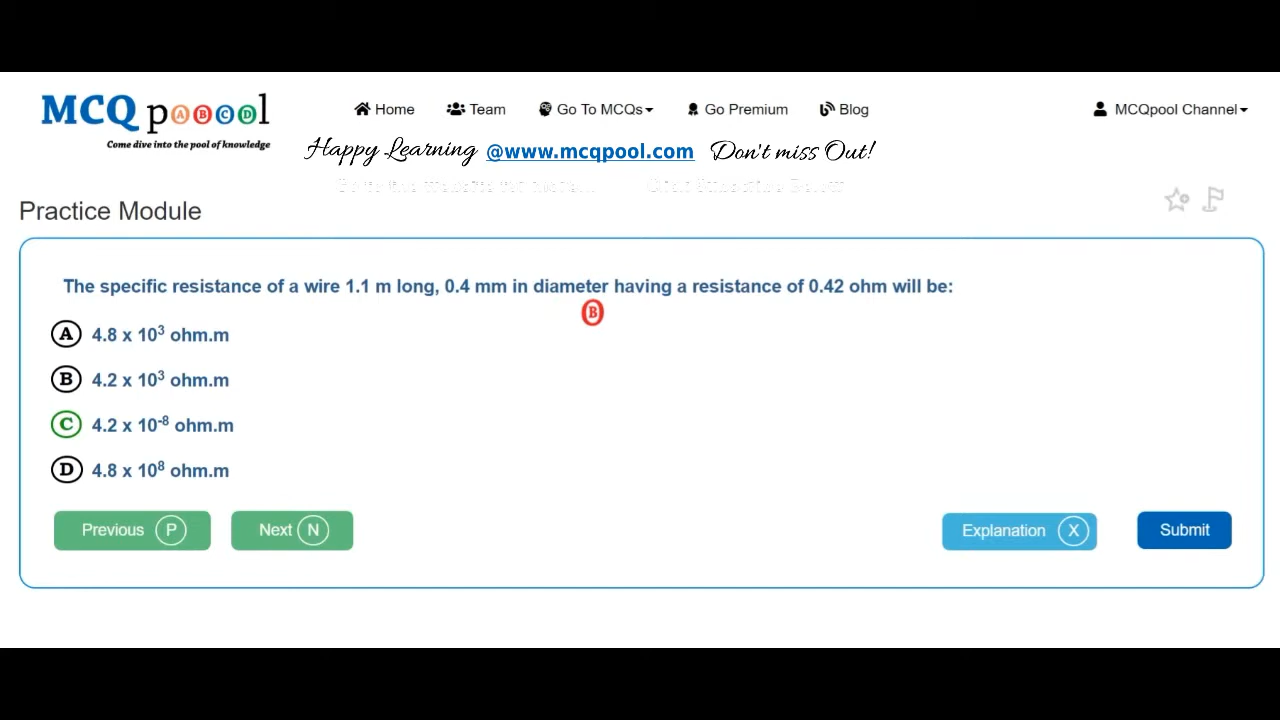 MCQ pooool
Come dive into the pool of knowledge
Home Team Go To MCQs Go Premium Blog MCQpool Channel
Happy Learning @www.mcqpool.com Don't miss Out!
Practice Module
The specific resistance of a wire 1.1 m long, 0.4 mm in diameter having a resistance of 0.42 ohm will be:
B
A 4.8 x 10³ ohm.m
B 4.2 x 10³ ohm.m
C 4.2 x 10⁻⁸ ohm.m
D 4.8 x 10⁸ ohm.m
Previous P Next N Explanation X Submit